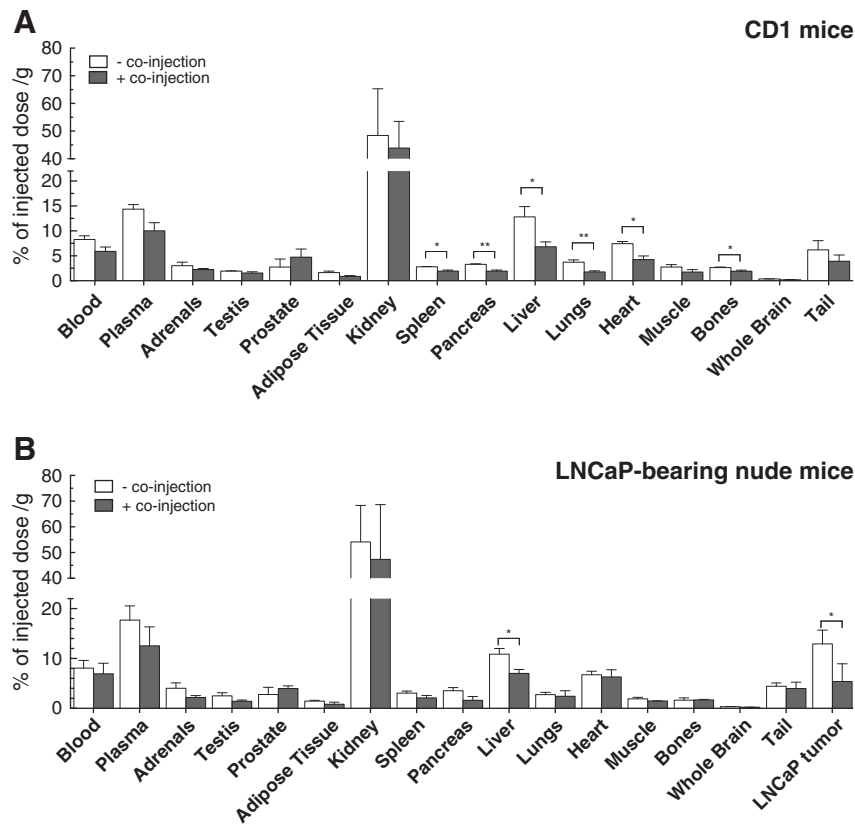 A
CD1 mice
80
70
60
50
40
20
15
10
5
0
% of injected dose /g
- co-injection
+ co-injection
*
**
*
**
*
*
Blood
Plasma
Adrenals
Testis
Prostate
Adipose Tissue
Kidney
Spleen
Pancreas
Liver
Lungs
Heart
Muscle
Bones
Whole Brain
Tail
B
LNCaP-bearing nude mice
80
70
60
50
40
20
10
0
% of injected dose /g
- co-injection
+ co-injection
*
*
Blood
Plasma
Adrenals
Testis
Prostate
Adipose Tissue
Kidney
Spleen
Pancreas
Liver
Lungs
Heart
Muscle
Bones
Whole Brain
Tail
LNCaP tumor